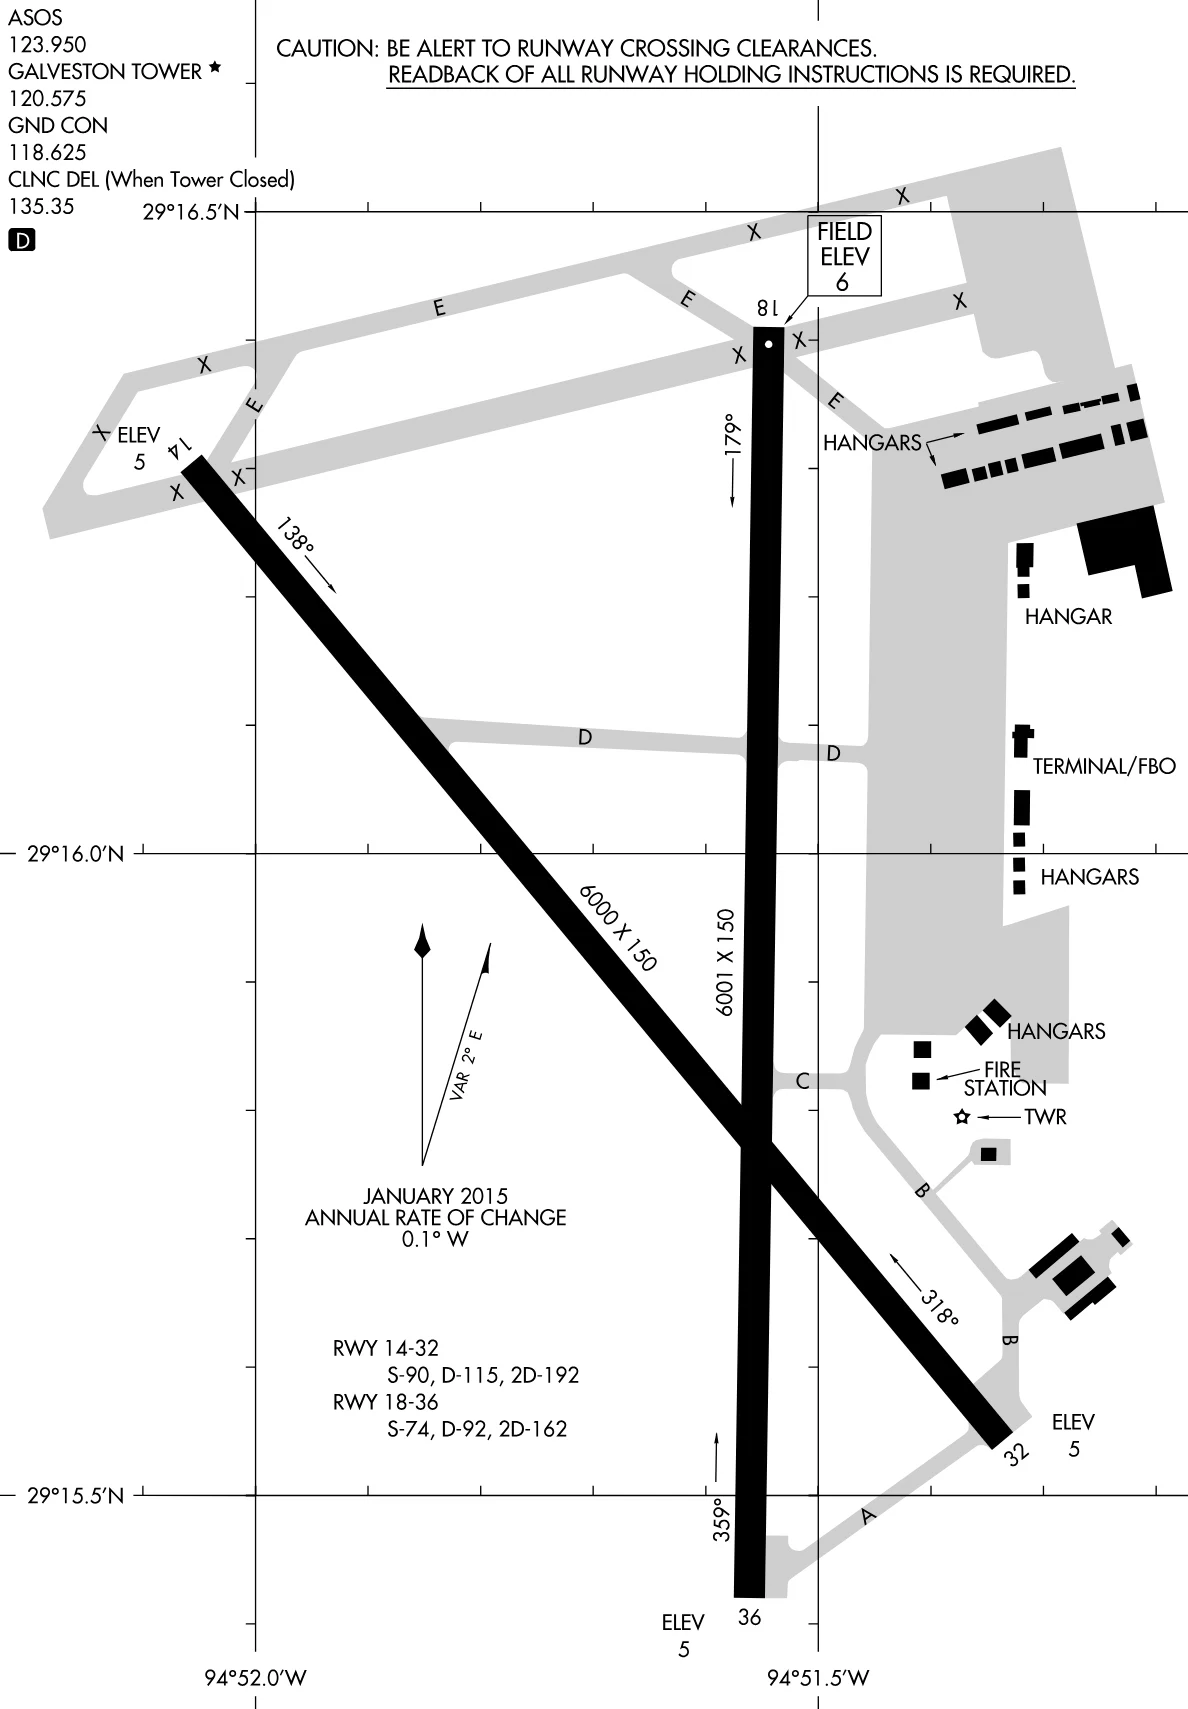 ASOS
123.950
GALVESTON TOWER ★
120.575
GND CON
118.625
CLNC DEL (When Tower Closed)
135.35
D
CAUTION: BE ALERT TO RUNWAY CROSSING CLEARANCES.
READBACK OF ALL RUNWAY HOLDING INSTRUCTIONS IS REQUIRED.
29°16.5'N
X
X
FIELD
ELEV
6
E
E
X
18
X
X
X
X
E
E
X
ELEV
5
14
X
X
179°
HANGARS
138°
HANGAR
D
D
TERMINAL/FBO
29°16.0'N
HANGARS
6000 X 150
6001 X 150
VAR 2° E
HANGARS
C
FIRE
STATION
TWR
JANUARY 2015
ANNUAL RATE OF CHANGE
0.1° W
B
318°
B
RWY 14-32
S-90, D-115, 2D-192
RWY 18-36
S-74, D-92, 2D-162
ELEV
5
32
29°15.5'N
359°
A
ELEV
5
36
94°52.0'W
94°51.5'W